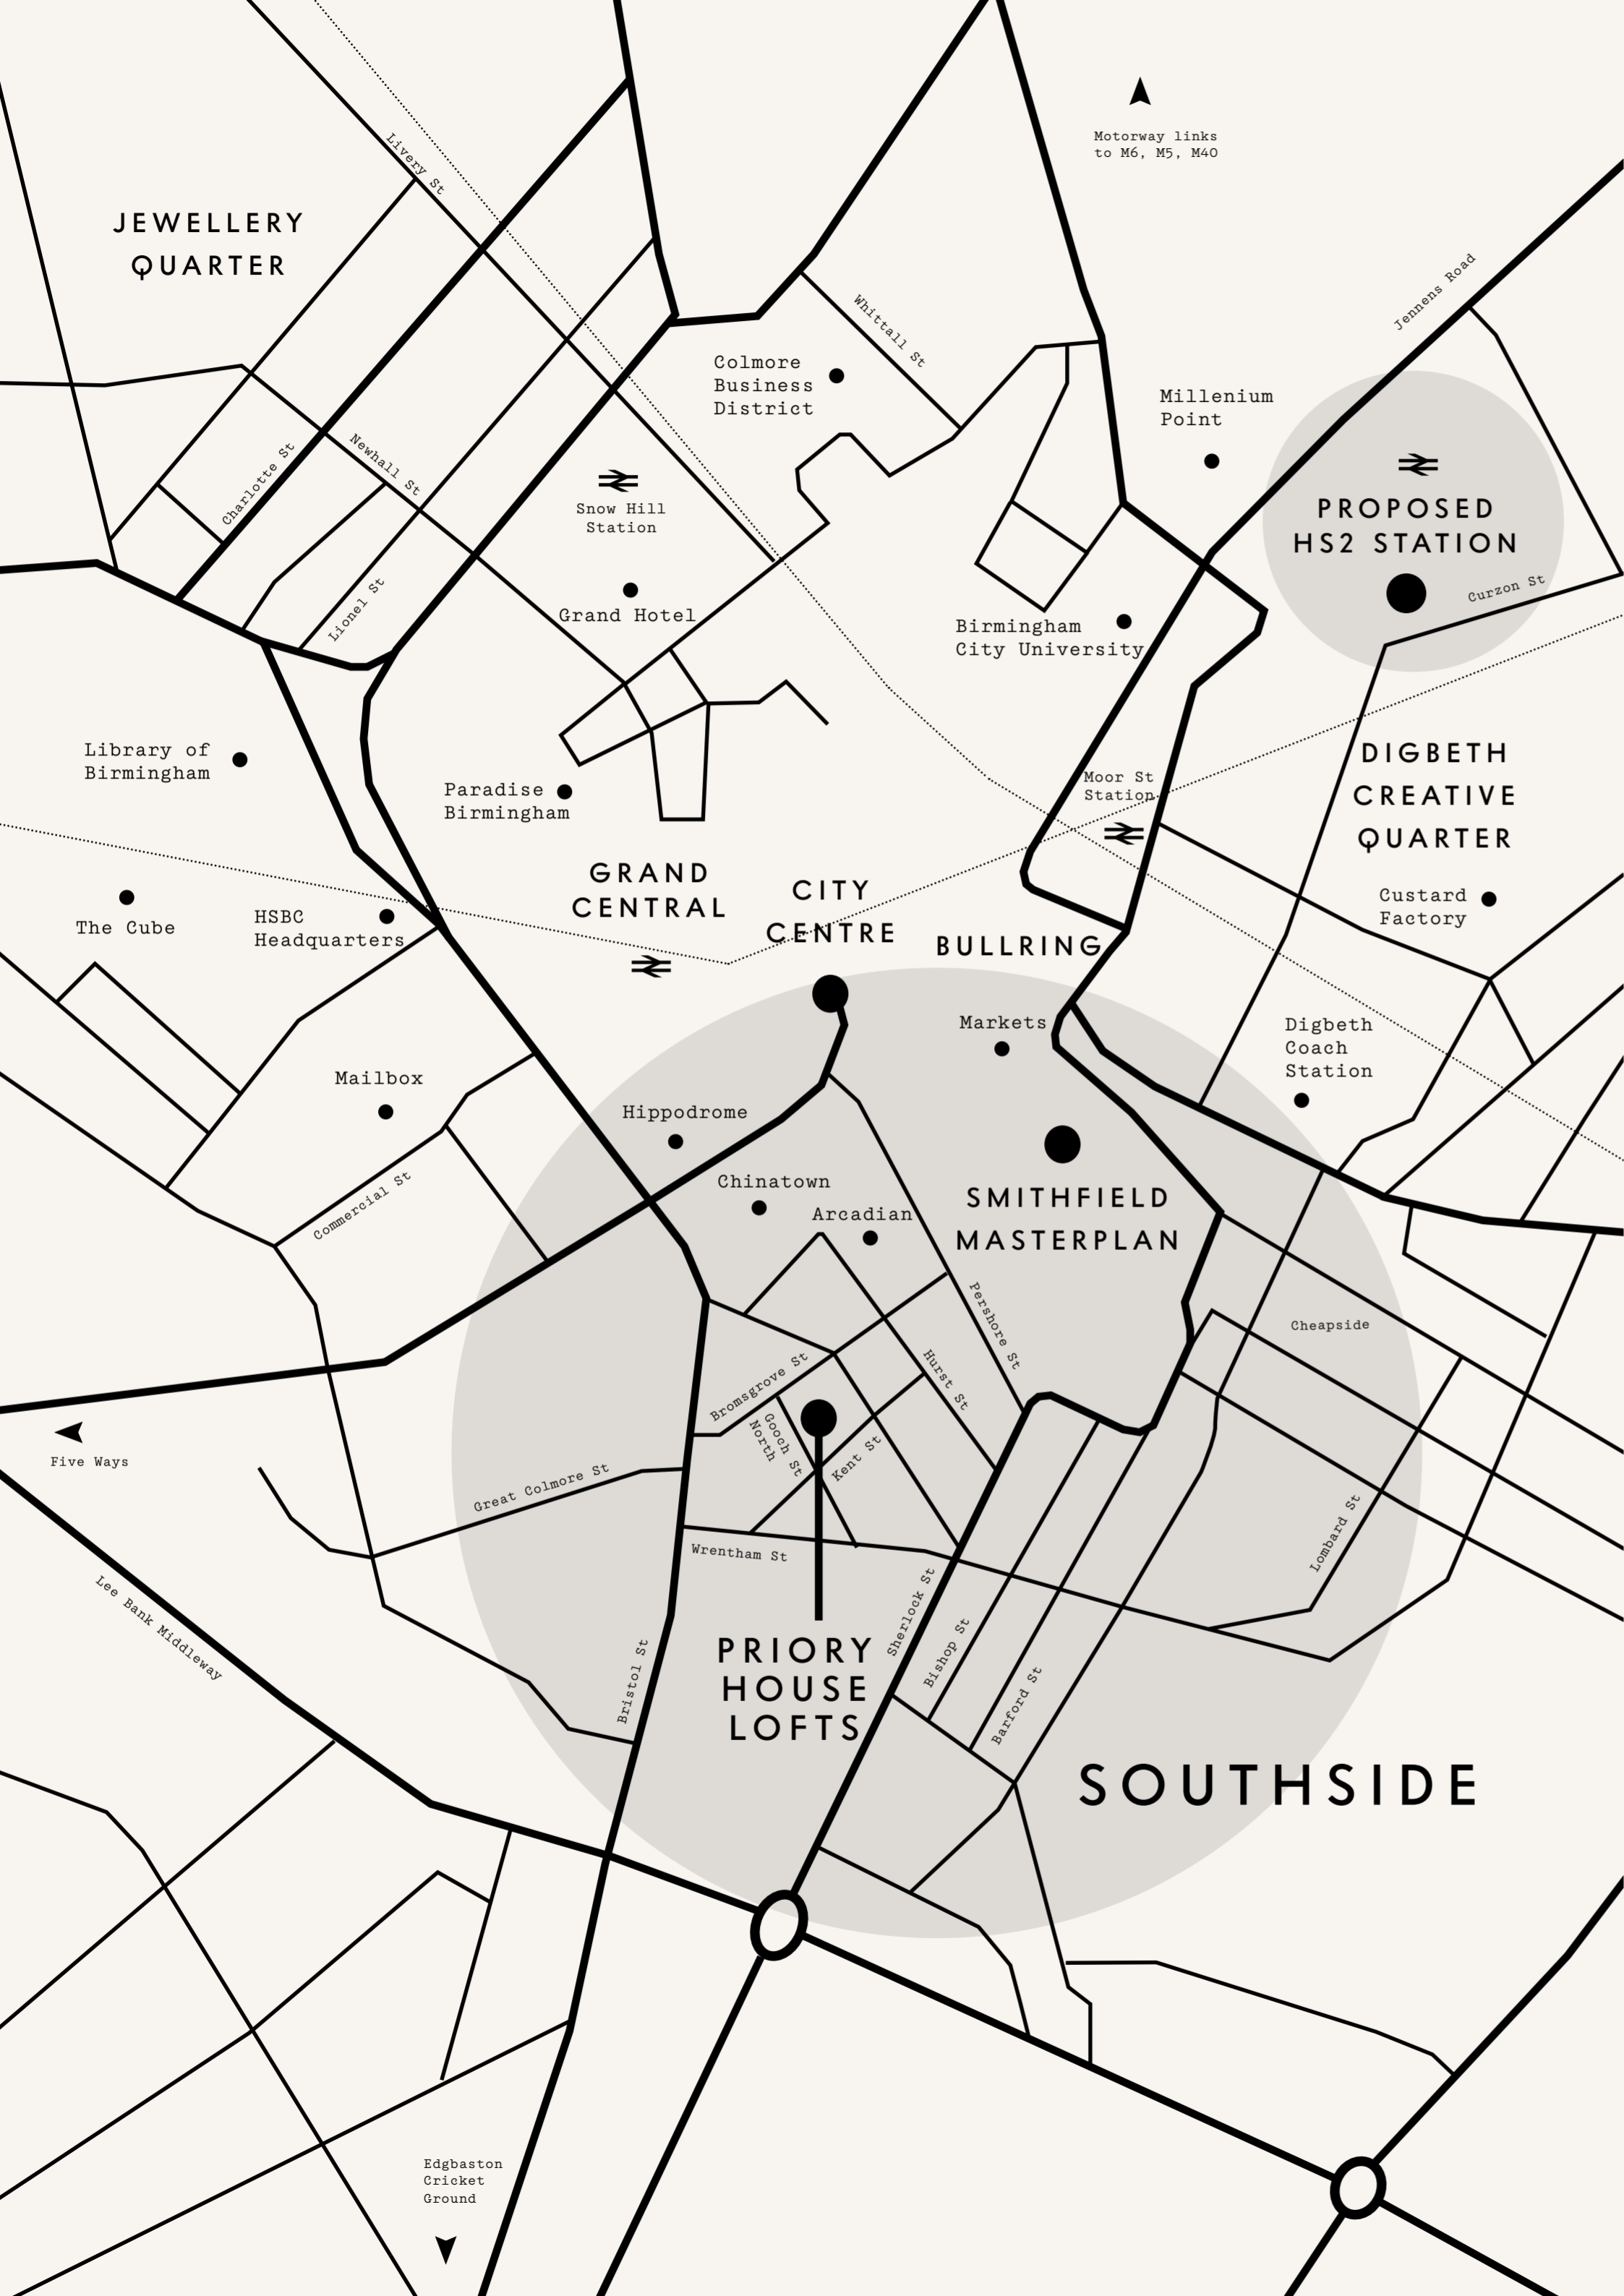 Motorway links
to M6, M5, M40
Livery St
JEWELLERY
QUARTER
Jennens Road
Whittall St
Colmore
Business
District
Millenium
Point
Charlotte St
Newhall St
Snow Hill
Station
PROPOSED
HS2 STATION
Curzon St
Lionel St
Grand Hotel
Birmingham
City University
Library of
Birmingham
Paradise
Birmingham
Moor St
Station
DIGBETH
CREATIVE
QUARTER
GRAND
CENTRAL
CITY
CENTRE
BULLRING
Custard
Factory
The Cube
HSBC
Headquarters
Markets
Digbeth
Coach
Station
Mailbox
Hippodrome
Commercial St
Chinatown
Arcadian
SMITHFIELD
MASTERPLAN
Pershore St
Cheapside
Bromsgrove St
Hurst St
Gooch St
North
Kent St
Five Ways
Great Colmore St
Wrentham St
Lombard St
Lee Bank Middleway
Sherlock St
Bishop St
Barford St
Bristol St
PRIORY
HOUSE
LOFTS
SOUTHSIDE
Edgbaston
Cricket
Ground